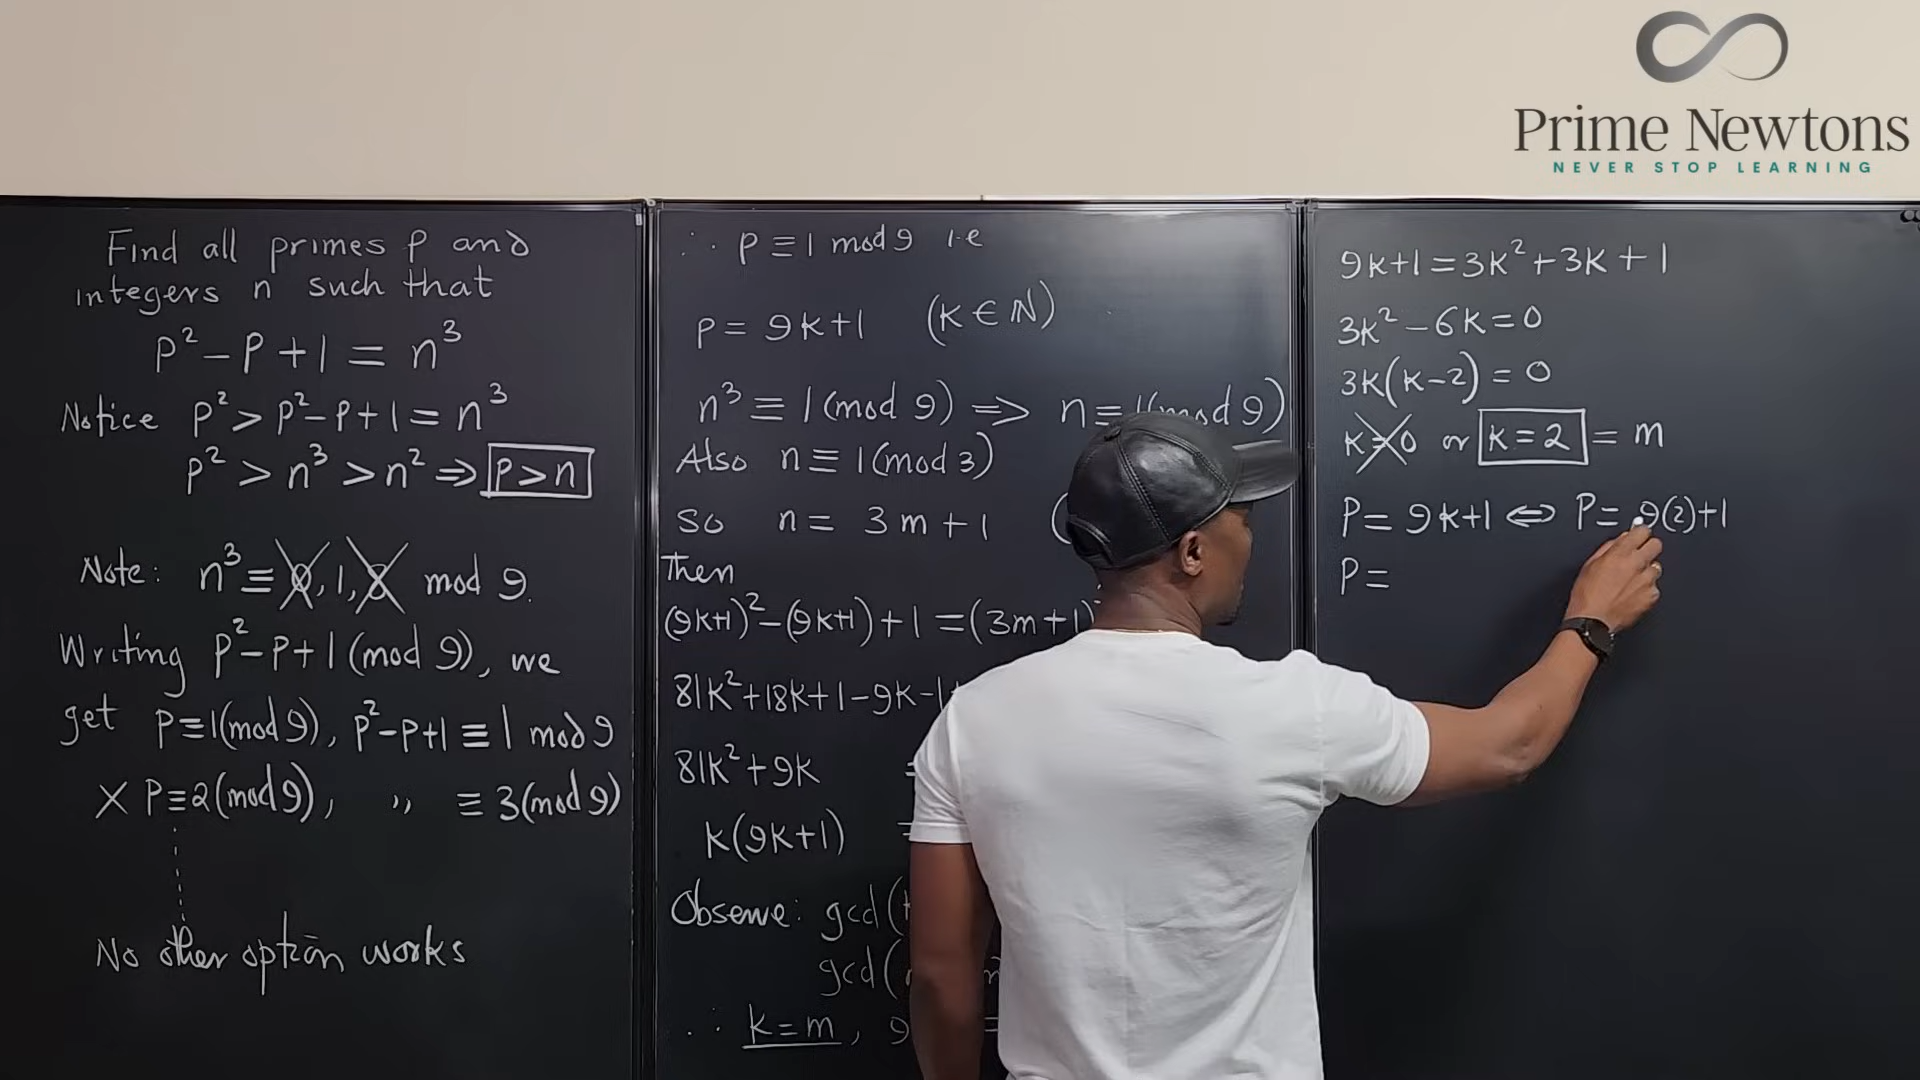 Prime Newtons
NEVER STOP LEARNING
Find all primes p and
integers n such that
p² - p + 1 = n³
Notice p² > p² - p + 1 = n³
p² > n³ > n² ⇒ p > n
Note: n³ ≡ 0, 1, 8 mod 9.
Writing p² - p + 1 (mod 9), we
get p ≡ 1 (mod 9), p² - p + 1 ≡ 1 mod 9
X p ≡ 2 (mod 9), ,, ≡ 3 (mod 9)
No other option works
∴ p ≡ 1 mod 9 i.e
p = 9k+1 (k ∈ ℕ)
n³ ≡ 1 (mod 9) ⇒ n ≡ 1 (mod 9)
Also n ≡ 1 (mod 3)
So n = 3m + 1 (
Then
(9k+1)² - (9k+1) + 1 = (3m+1)
81k² + 18k + 1 - 9k - 1
81k² + 9k =
k(9k+1) =
Observe: gcd(
gcd(
∴ k = m, 9 =
9k+1 = 3k² + 3k + 1
3k² - 6k = 0
3k(k-2) = 0
k=0 or k=2 = m
P = 9k+1 ⇔ P = 9(2)+1
P =